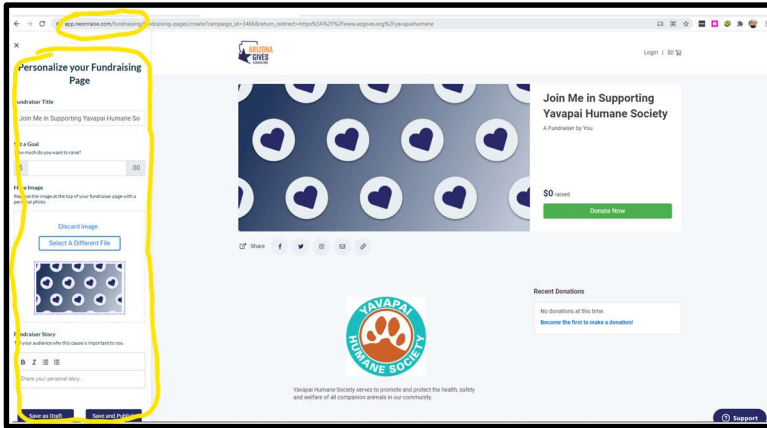 app.neonraise.com/fundraising/fundraising-pages/create?campaign_id=3466&return_redirect=https%3A%2F%2Fwww.azgives.org%2Fyavapaihumane
Personalize your Fundraising
Page
Fundraiser Title
Join Me in Supporting Yavapai Humane So
Set a Goal
How much do you want to raise?
$ .00
Hero Image
Replace the image at the top of your fundraiser page with a
personal photo
Discard Image
Select A Different File
Fundraiser Story
Tell your audience why this cause is important to you
B I
Share your personal story...
Save as Draft Save and Publish
ARIZONA
GIVES
Login | $0
Join Me in Supporting
Yavapai Humane Society
A Fundraiser by You
$0 raised
Donate Now
Share
Recent Donations
No donations at this time.
Become the first to make a donation!
YAVAPAI
HUMANE SOCIETY
Yavapai Humane Society serves to promote and protect the health, safety
and welfare of all companion animals in our community.
Support